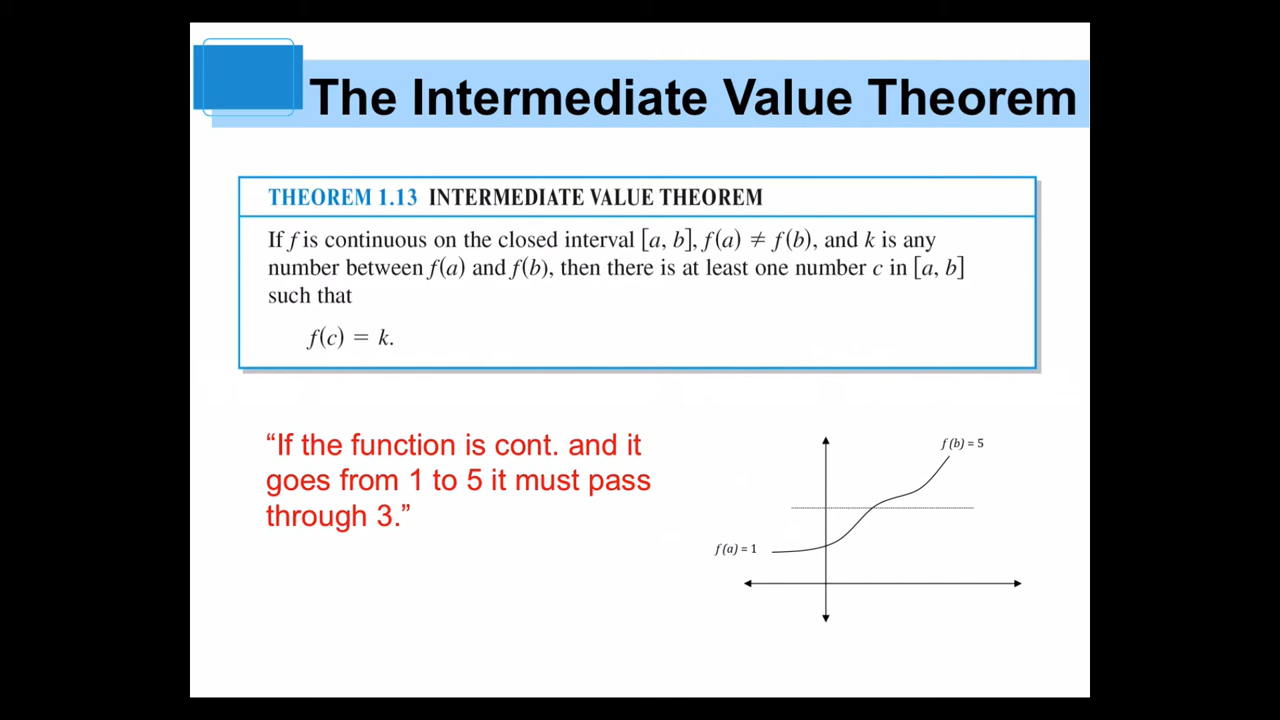 The Intermediate Value Theorem
THEOREM 1.13 INTERMEDIATE VALUE THEOREM
If f is continuous on the closed interval [a, b], f(a) ≠ f(b), and k is any
number between f(a) and f(b), then there is at least one number c in [a, b]
such that
f(c) = k.
“If the function is cont. and it
goes from 1 to 5 it must pass
through 3.”
f (b) = 5
f (a) = 1